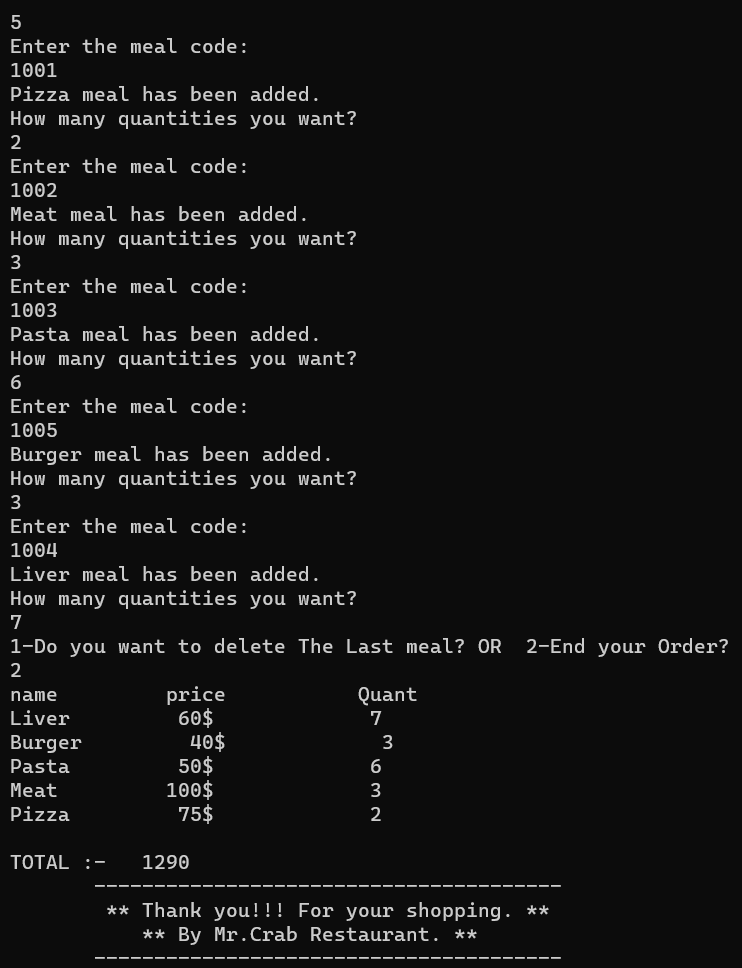 5
Enter the meal code:
1001
Pizza meal has been added.
How many quantities you want?
2
Enter the meal code:
1002
Meat meal has been added.
How many quantities you want?
3
Enter the meal code:
1003
Pasta meal has been added.
How many quantities you want?
6
Enter the meal code:
1005
Burger meal has been added.
How many quantities you want?
3
Enter the meal code:
1004
Liver meal has been added.
How many quantities you want?
7
1-Do you want to delete The Last meal? OR  2-End your Order?
2
name         price           Quant
Liver         60$             7
Burger         40$             3
Pasta         50$             6
Meat         100$             3
Pizza         75$             2

TOTAL :-   1290
       ---------------------------------------
        ** Thank you!!! For your shopping. **
           ** By Mr.Crab Restaurant. **
       ---------------------------------------